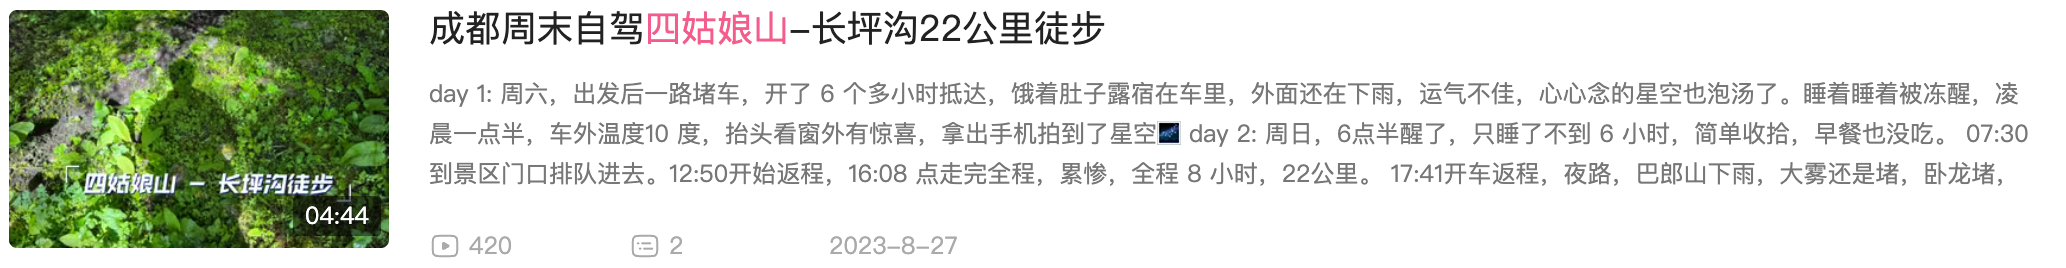 成都周末自驾四姑娘山-长坪沟22公里徒步
day 1: 周六，出发后一路堵车，开了 6 个多小时抵达，饿着肚子露宿在车里，外面还在下雨，运气不佳，心心念的星空也泡汤了。睡着睡着被冻醒，凌
晨一点半，车外温度10 度，抬头看窗外有惊喜，拿出手机拍到了星空🌌 day 2: 周日，6点半醒了，只睡了不到 6 小时，简单收拾，早餐也没吃。 07:30
到景区门口排队进去。12:50开始返程，16:08 点走完全程，累惨，全程 8 小时，22公里。 17:41开车返程，夜路，巴郎山下雨，大雾还是堵，卧龙堵，
「四姑娘山 - 长坪沟徒步」
04:44
420
2
2023-8-27